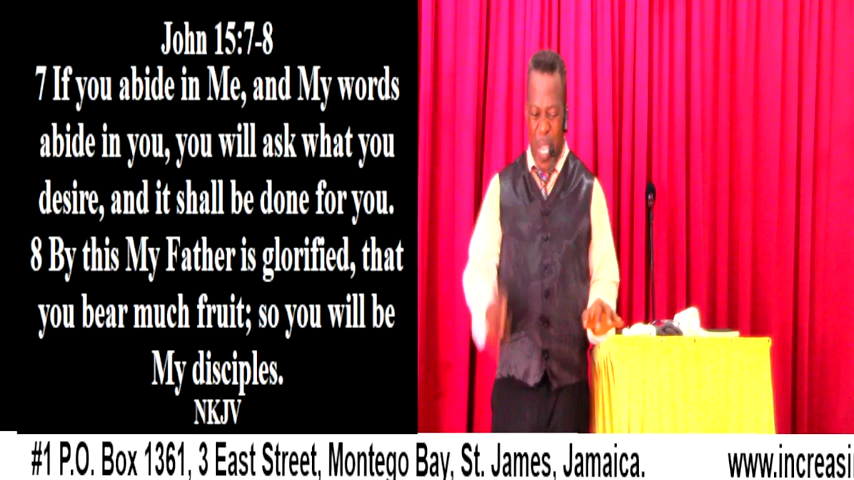 John 15:7-8
7 If you abide in Me, and My words
abide in you, you will ask what you
desire, and it shall be done for you.
8 By this My Father is glorified, that
you bear much fruit; so you will be
My disciples.
NKJV
#1 P.O. Box 1361, 3 East Street, Montego Bay, St. James, Jamaica. www.increasi